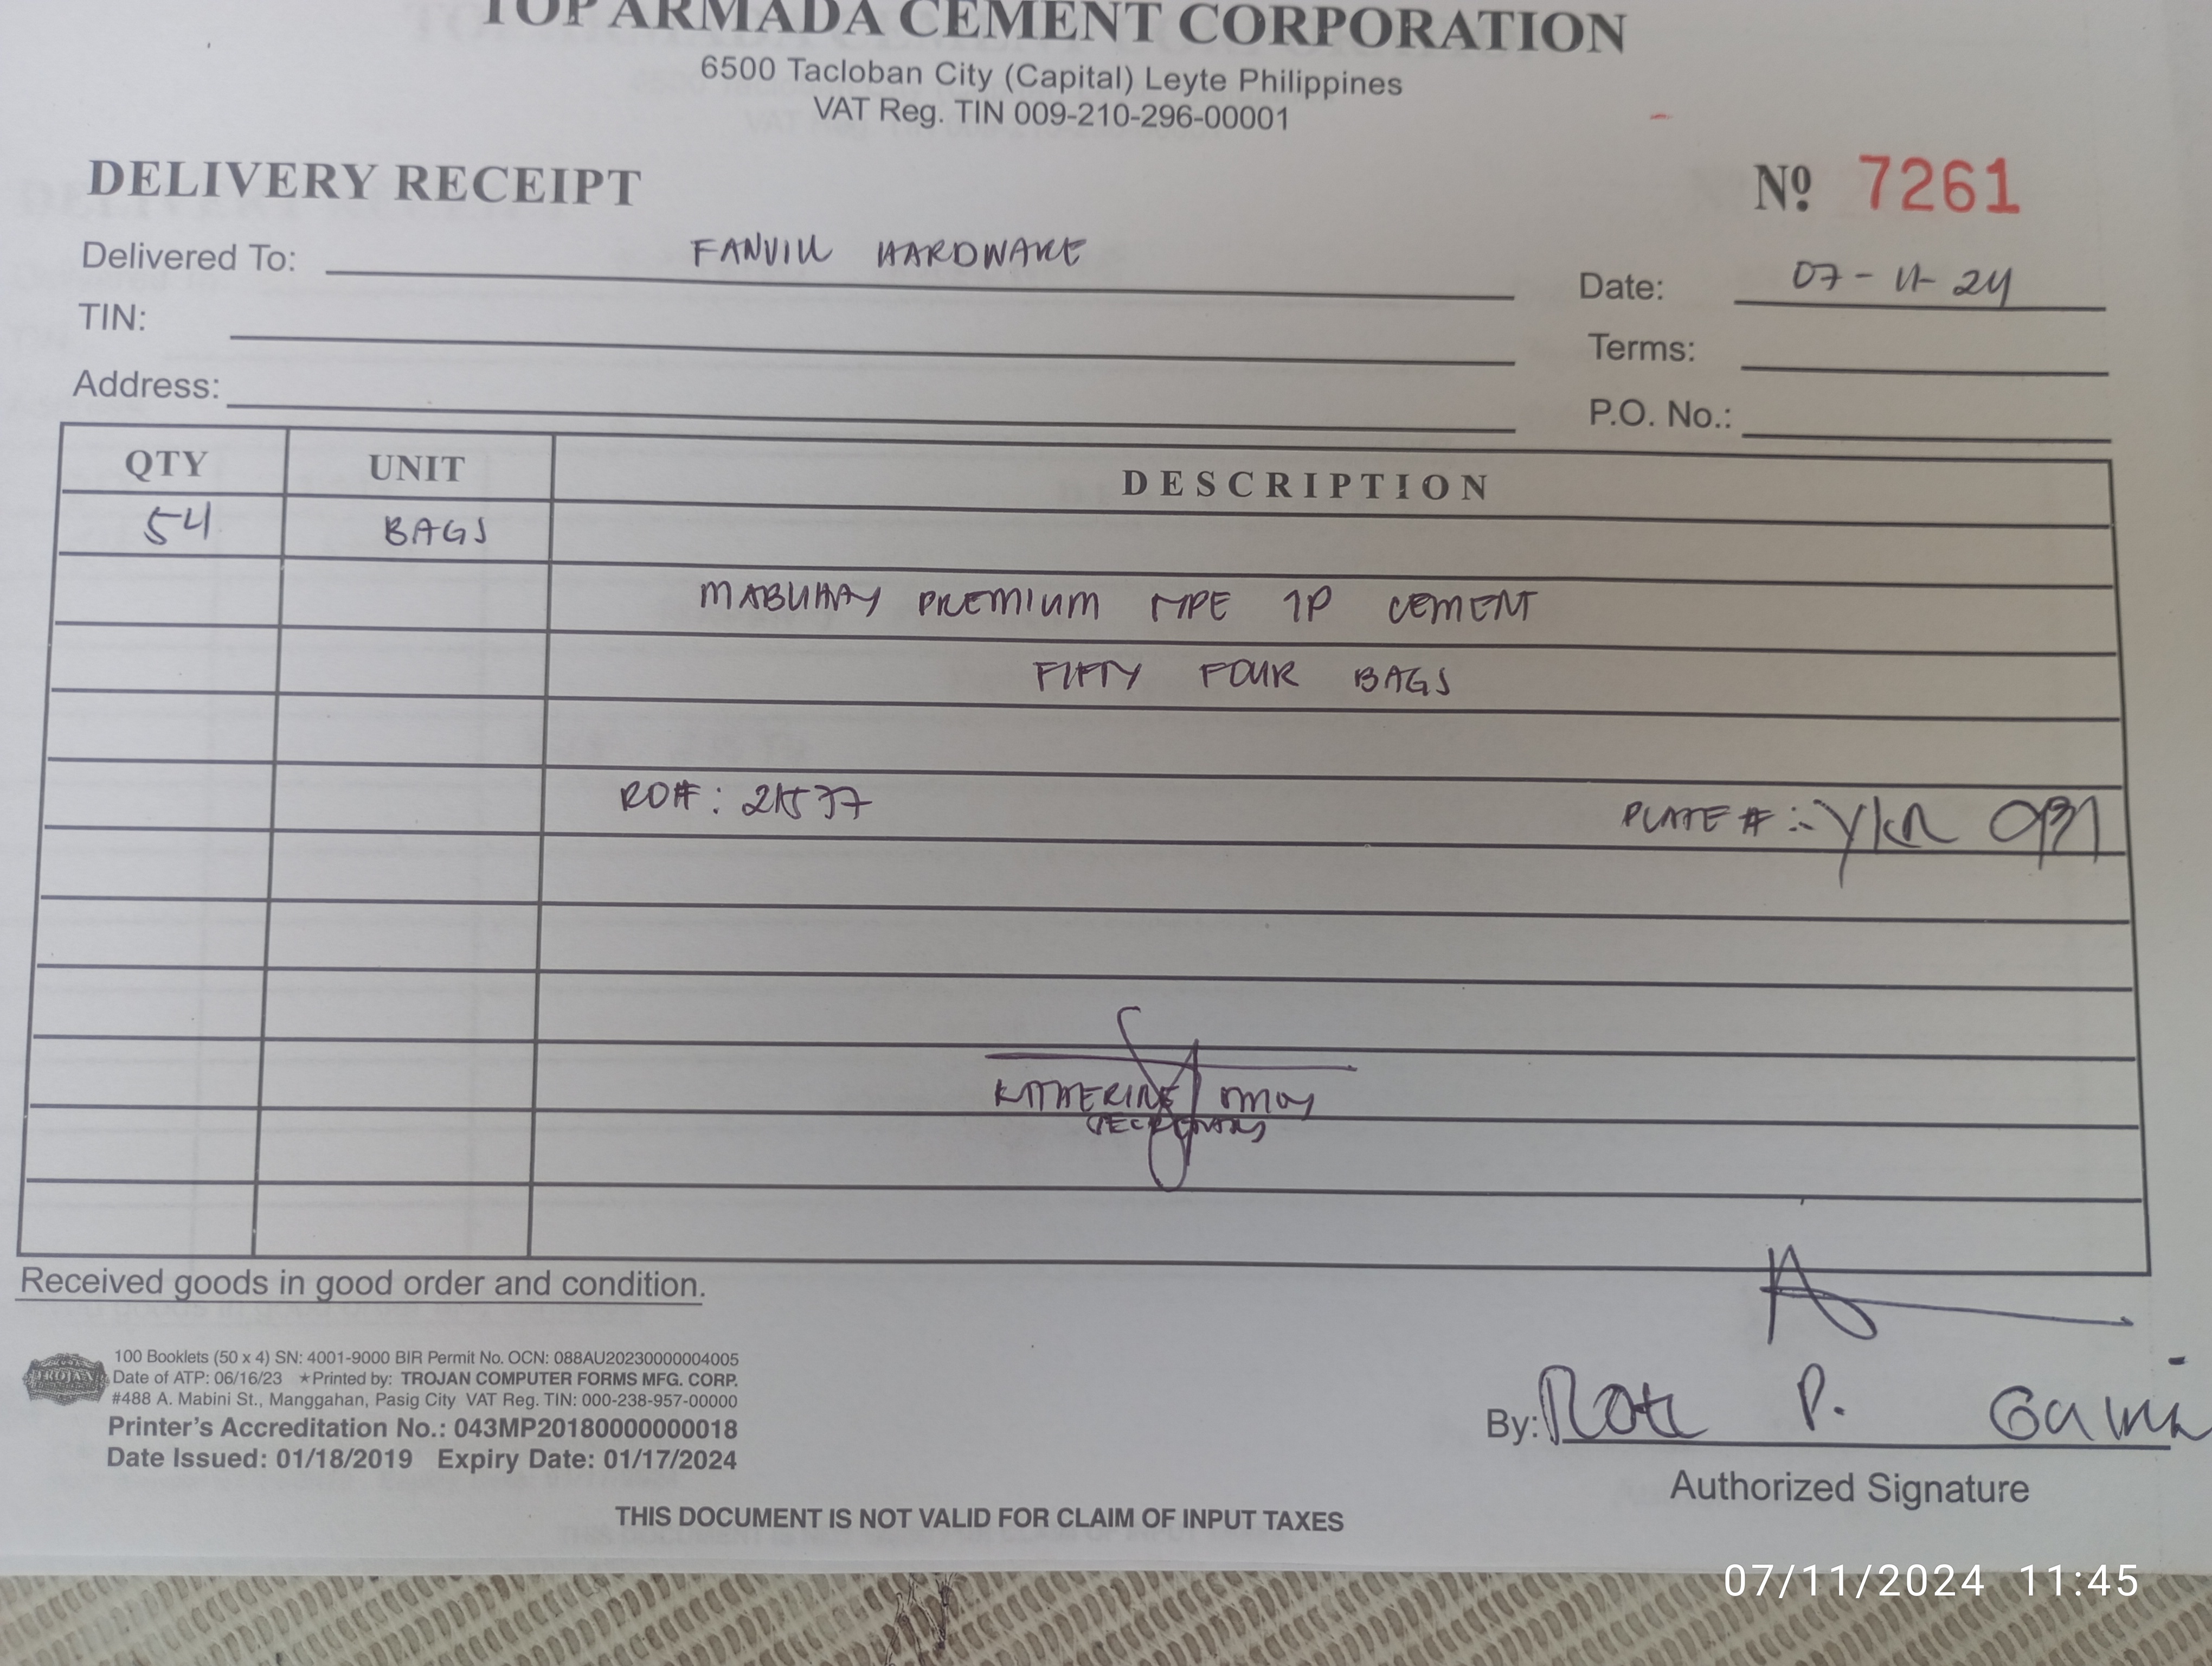 TOP ARMADA CEMENT CORPORATION
6500 Tacloban City (Capital) Leyte Philippines
VAT Reg. TIN 009-210-296-00001
DELIVERY RECEIPT
Nº 7261
Delivered To: FANVILL HARDWARE
Date: 07-11-24
TIN:
Terms:
Address:
P.O. No.:
QTY UNIT DESCRIPTION
54 BAGS
MABUHAY PREMIUM TYPE 1P CEMENT
FIFTY FOUR BAGS
RO#: 21577 PLATE #:
KATHERINE
SECRETARY
Received goods in good order and condition.
TROJAN
100 Booklets (50 x 4) SN: 4001-9000 BIR Permit No. OCN: 088AU20230000004005
Date of ATP: 06/16/23 ★Printed by: TROJAN COMPUTER FORMS MFG. CORP.
#488 A. Mabini St., Manggahan, Pasig City VAT Reg. TIN: 000-238-957-00000
Printer's Accreditation No.: 043MP20180000000018
Date Issued: 01/18/2019 Expiry Date: 01/17/2024
By: P.
Authorized Signature
THIS DOCUMENT IS NOT VALID FOR CLAIM OF INPUT TAXES
07/11/2024 11:45